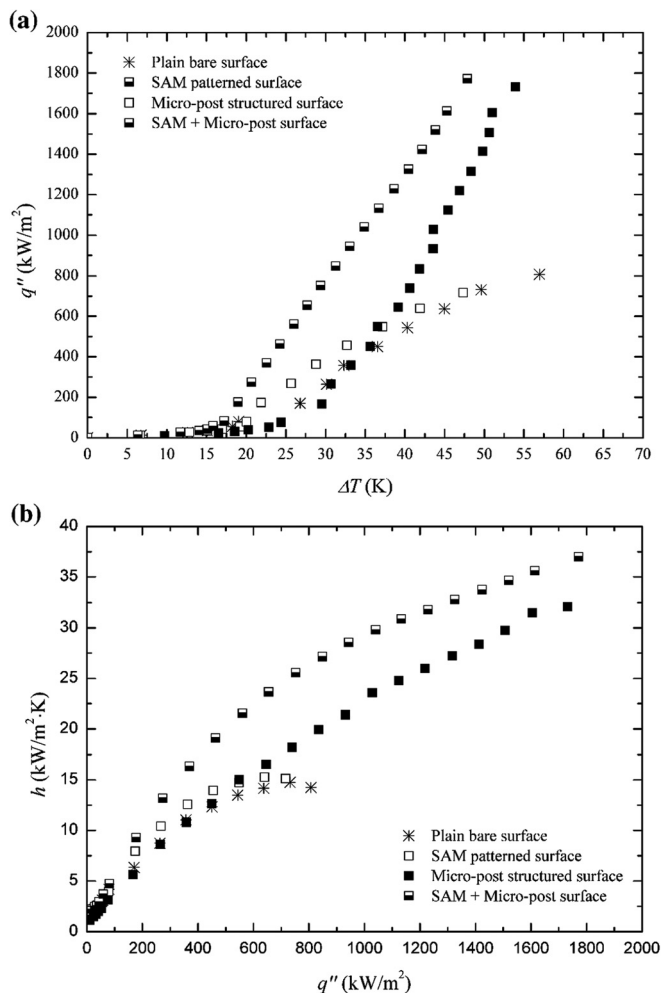 (a)
2000
1800
1600
1400
1200
1000
800
600
400
200
0
q″ (kW/m²)
Plain bare surface
SAM patterned surface
Micro-post structured surface
SAM + Micro-post surface
0 5 10 15 20 25 30 35 40 45 50 55 60 65 70
ΔT (K)
(b)
40
35
30
25
20
15
10
5
0
h (kW/m²·K)
Plain bare surface
SAM patterned surface
Micro-post structured surface
SAM + Micro-post surface
0 200 400 600 800 1000 1200 1400 1600 1800 2000
q″ (kW/m²)